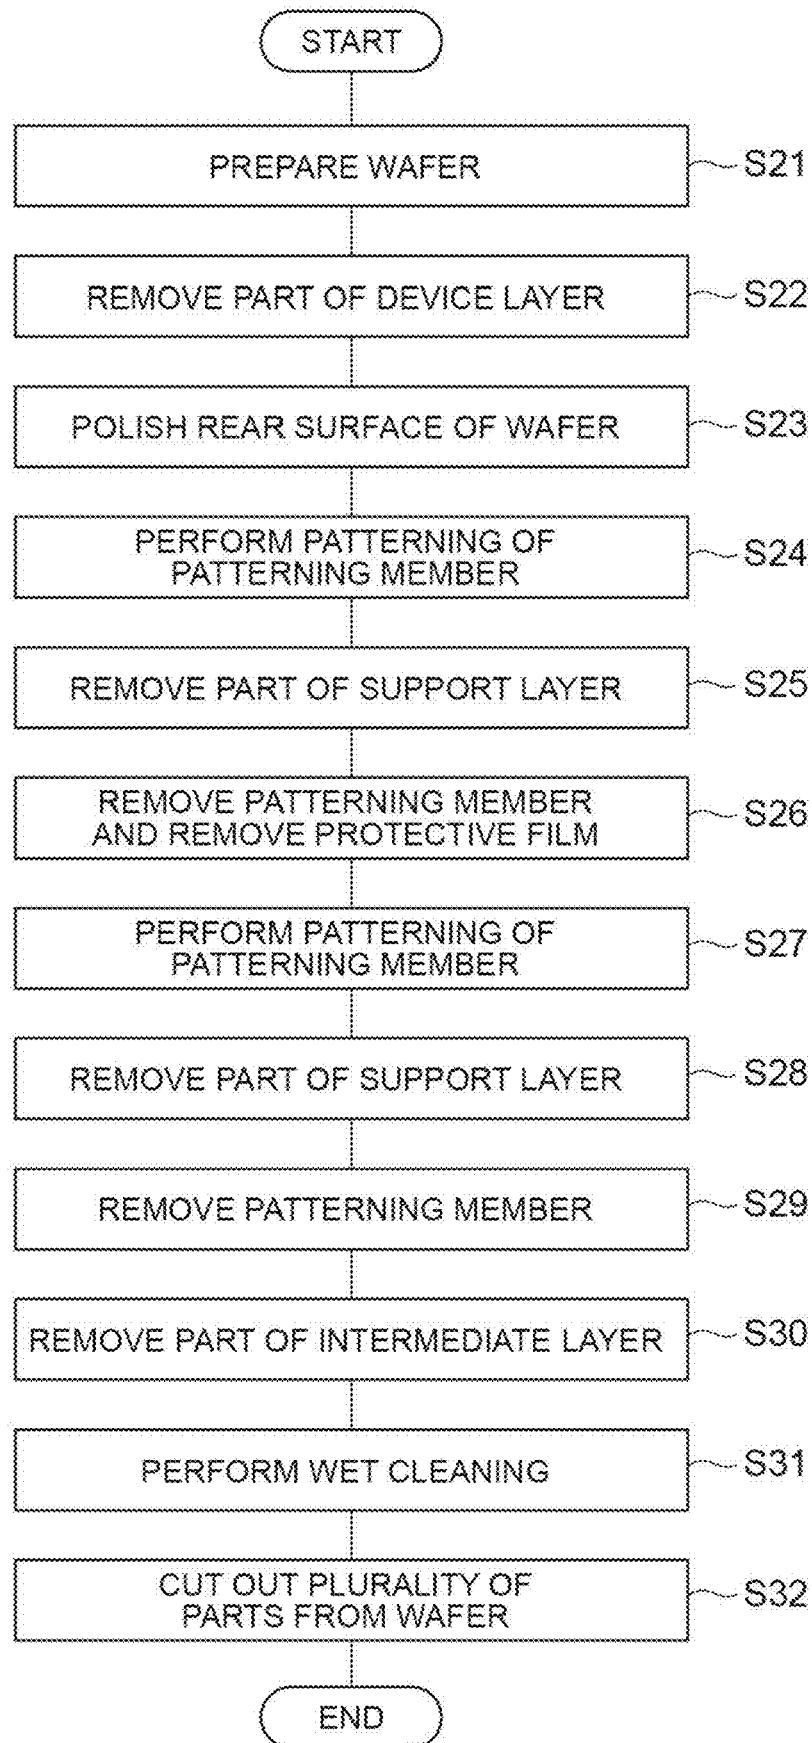 START
PREPARE WAFER
S21
REMOVE PART OF DEVICE LAYER
S22
POLISH REAR SURFACE OF WAFER
S23
PERFORM PATTERNING OF
PATTERNING MEMBER
S24
REMOVE PART OF SUPPORT LAYER
S25
REMOVE PATTERNING MEMBER
AND REMOVE PROTECTIVE FILM
S26
PERFORM PATTERNING OF
PATTERNING MEMBER
S27
REMOVE PART OF SUPPORT LAYER
S28
REMOVE PATTERNING MEMBER
S29
REMOVE PART OF INTERMEDIATE LAYER
S30
PERFORM WET CLEANING
S31
CUT OUT PLURALITY OF
PARTS FROM WAFER
S32
END